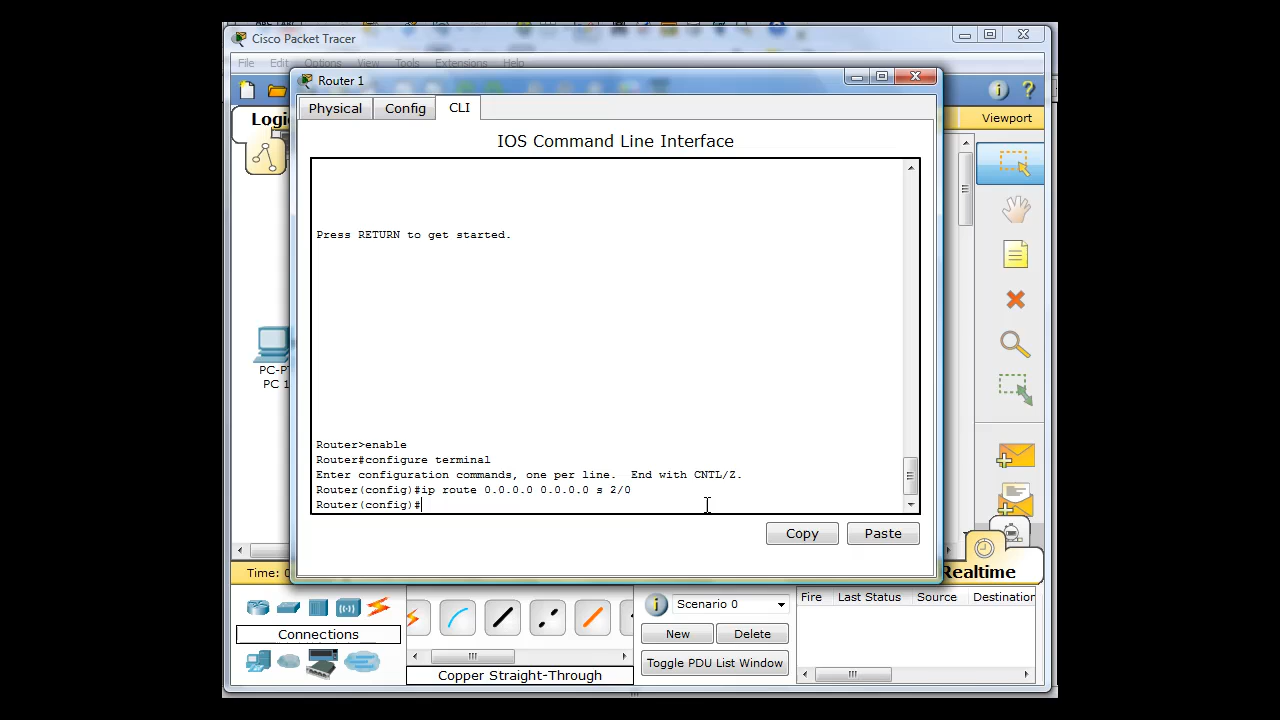 Cisco Packet Tracer
File Edit Options View Tools Extensions Help
Router 1
Physical Config CLI
Logic
Viewport
IOS Command Line Interface
Press RETURN to get started.
PC-PT
PC 1
Router>enable
Router#configure terminal
Enter configuration commands, one per line. End with CNTL/Z.
Router(config)#ip route 0.0.0.0 0.0.0.0 s 2/0
Router(config)#
Copy Paste
Time: 0
Realtime
Scenario 0
Fire Last Status Source Destination
New Delete
Connections
Toggle PDU List Window
Copper Straight-Through